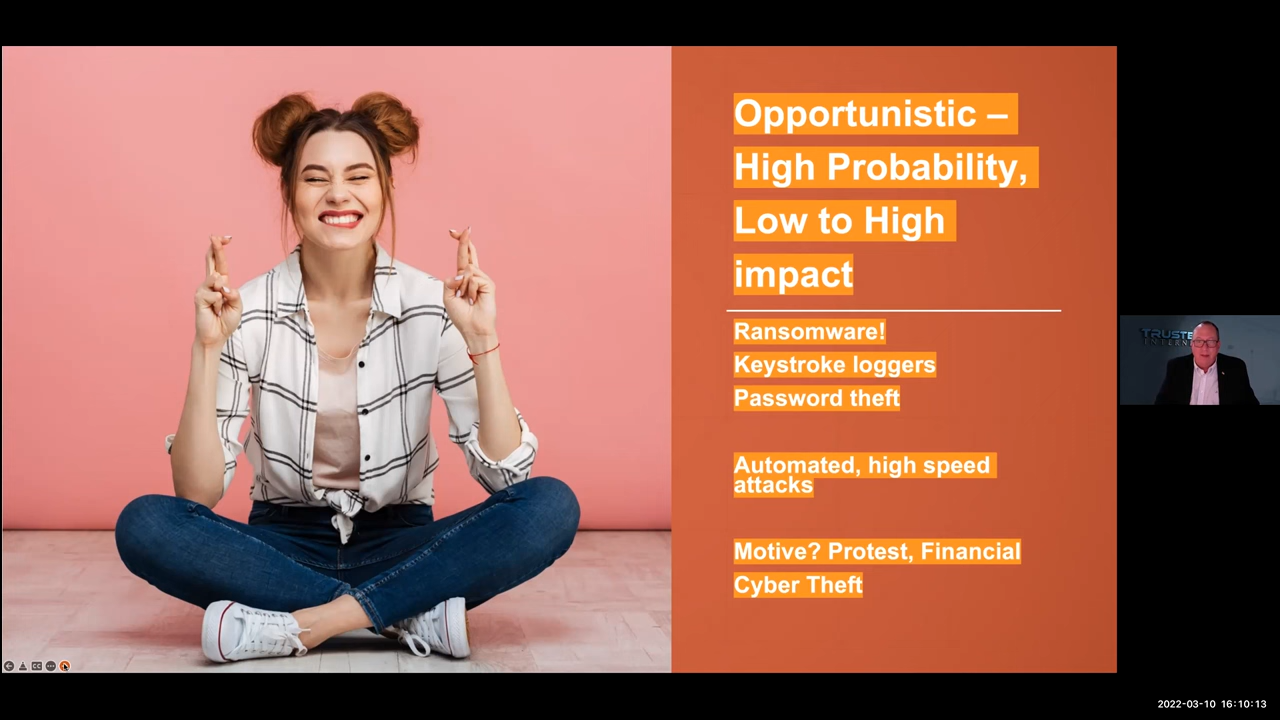 Opportunistic –
High Probability,
Low to High
impact
Ransomware!
Keystroke loggers
Password theft
Automated, high speed
attacks
Motive? Protest, Financial
Cyber Theft
CC
2022-03-10 16:10:13